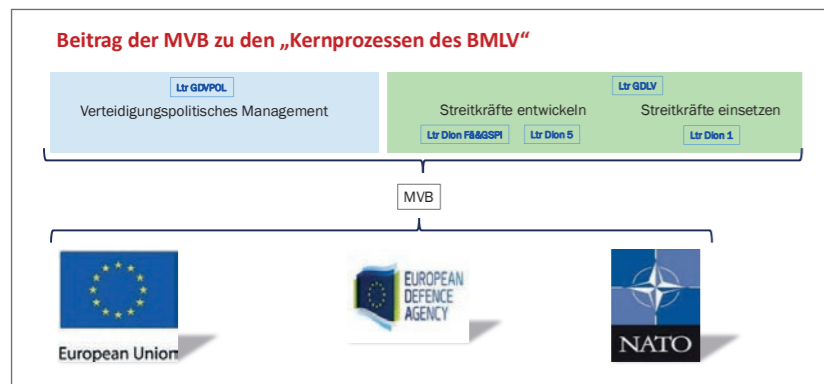 Beitrag der MVB zu den „Kernprozessen des BMLV“
Ltr GDVPOL
Verteidigungspolitisches Management
Ltr GDLV
Streitkräfte entwickeln
Streitkräfte einsetzen
Ltr Dion F&GSPI
Ltr Dion 5
Ltr Dion 1
MVB
European Union
EUROPEAN
DEFENCE
AGENCY
NATO